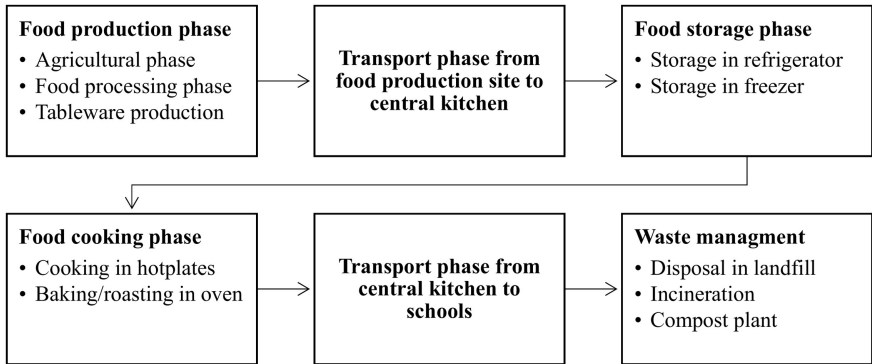 Food production phase
• Agricultural phase
• Food processing phase
• Tableware production
Transport phase from
food production site to
central kitchen
Food storage phase
• Storage in refrigerator
• Storage in freezer
Food cooking phase
• Cooking in hotplates
• Baking/roasting in oven
Transport phase from
central kitchen to
schools
Waste managment
• Disposal in landfill
• Incineration
• Compost plant